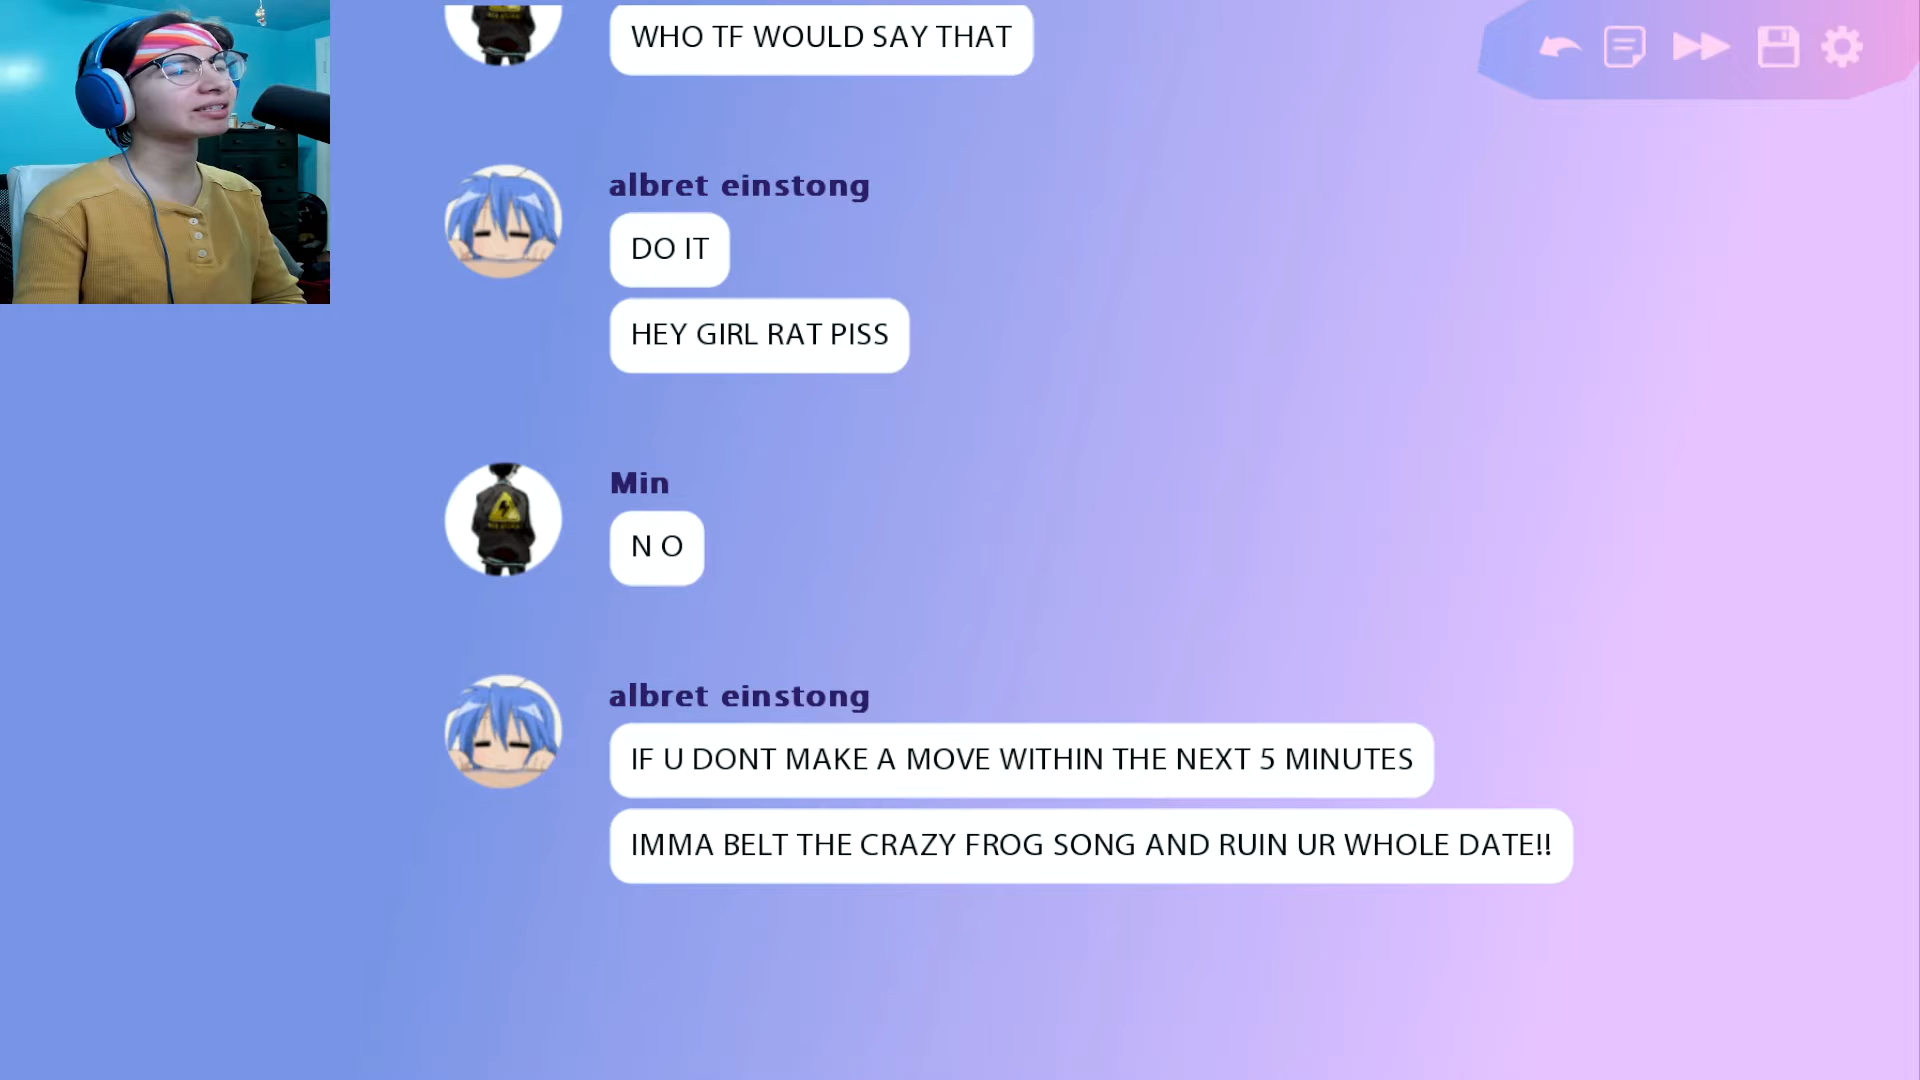 WHO TF WOULD SAY THAT
albret einstong
DO IT
HEY GIRL RAT PISS
Min
N O
albret einstong
IF U DONT MAKE A MOVE WITHIN THE NEXT 5 MINUTES
IMMA BELT THE CRAZY FROG SONG AND RUIN UR WHOLE DATE!!